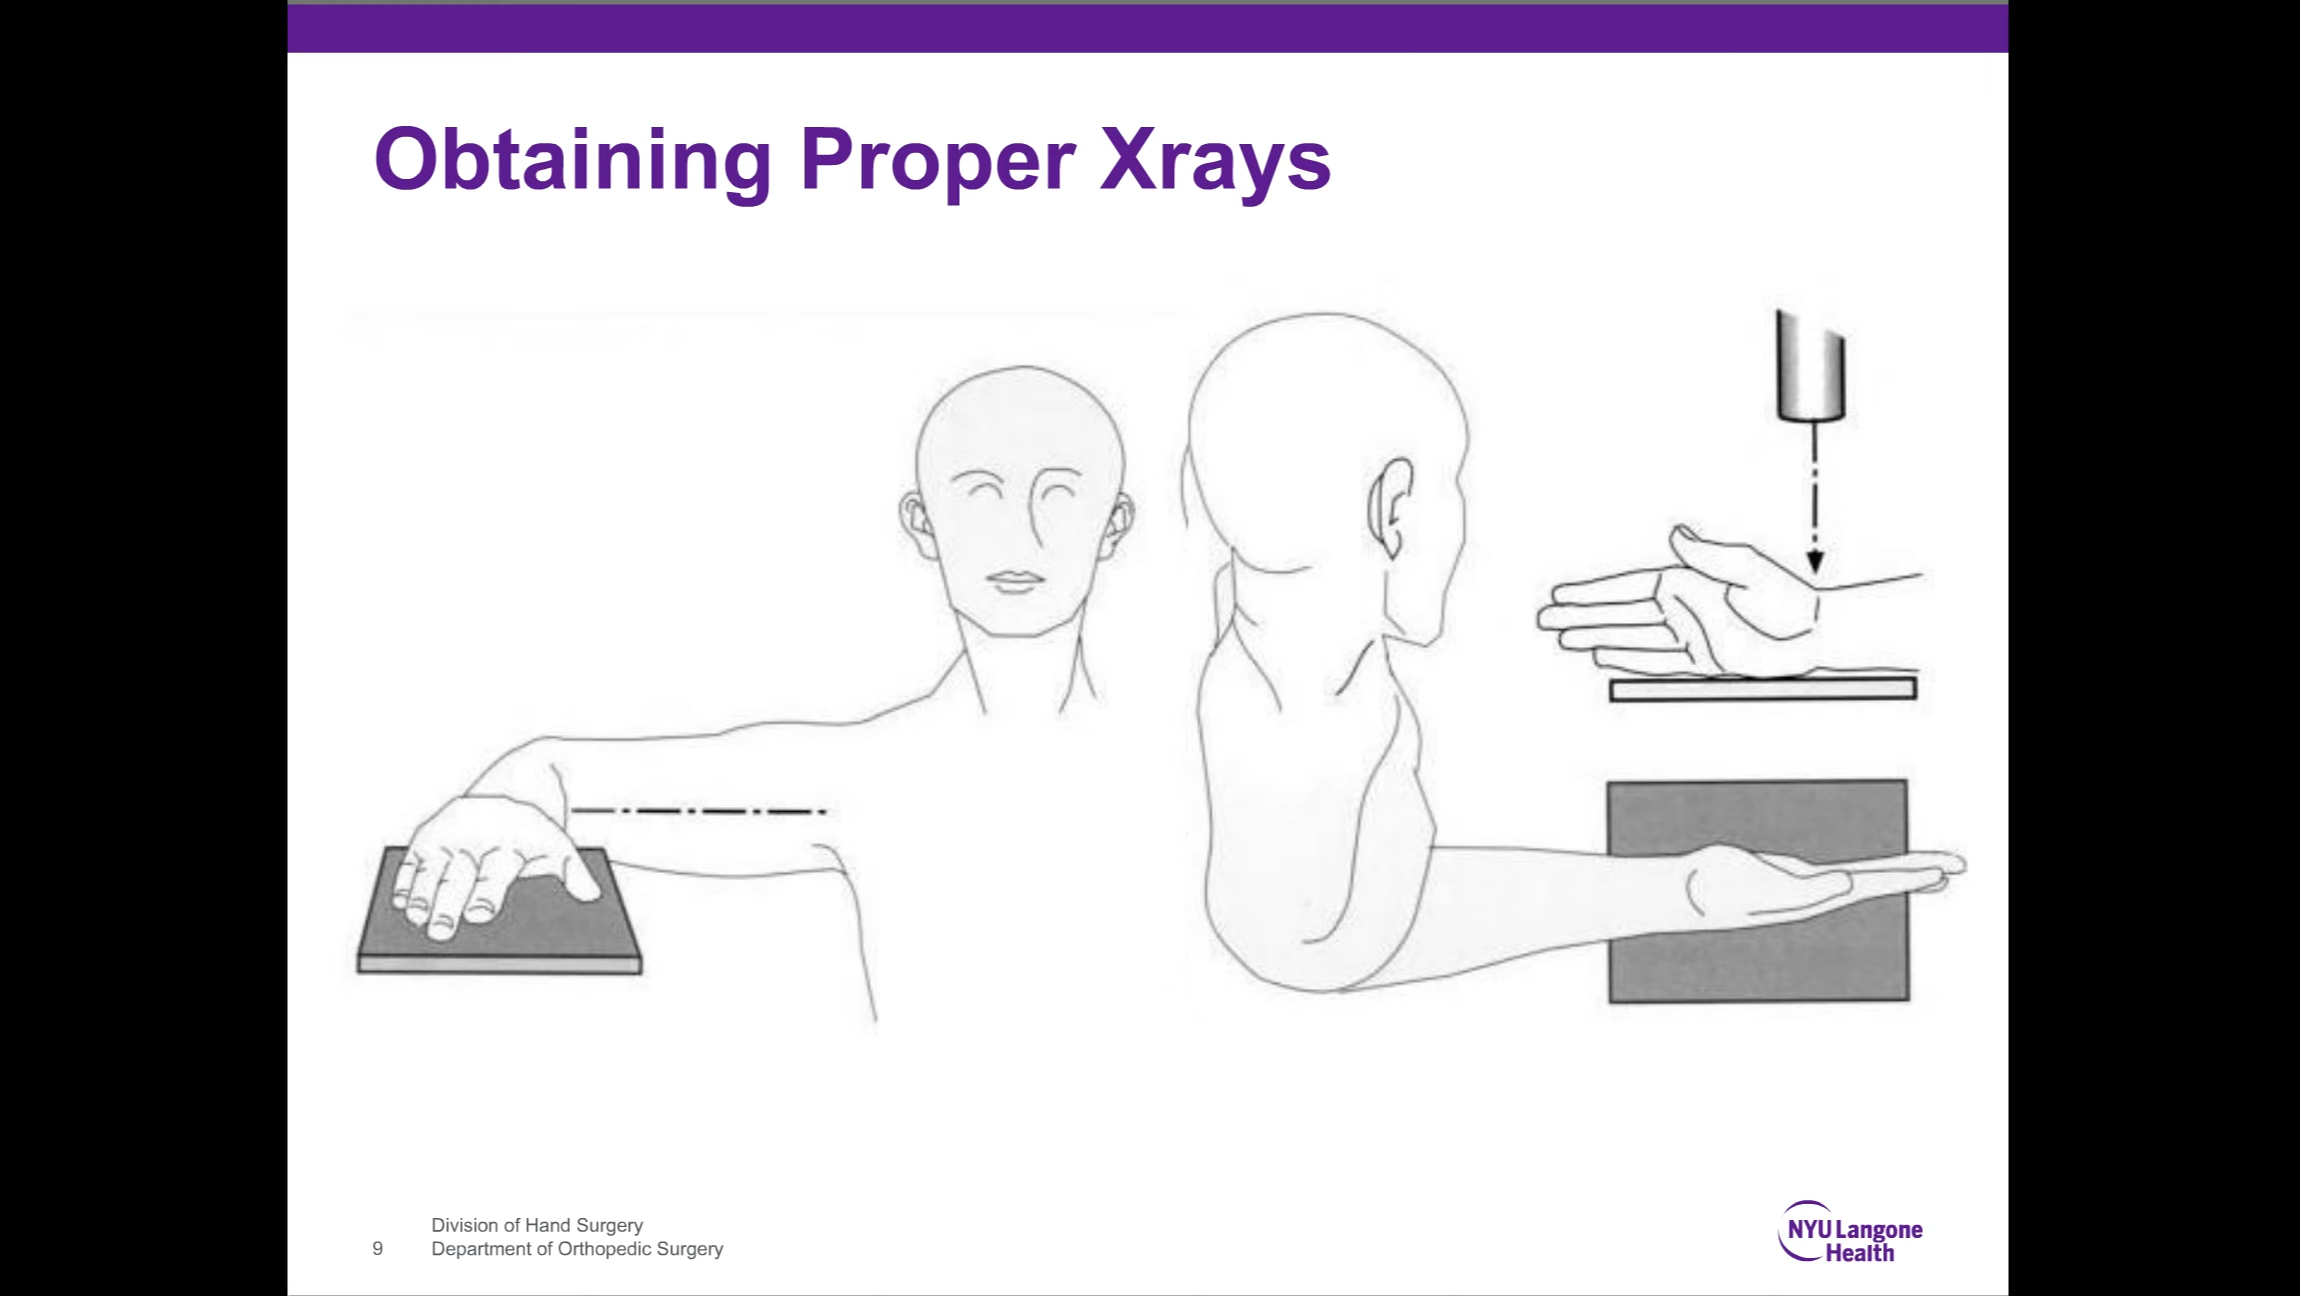 Obtaining Proper Xrays
Division of Hand Surgery
9 Department of Orthopedic Surgery
NYU Langone
Health